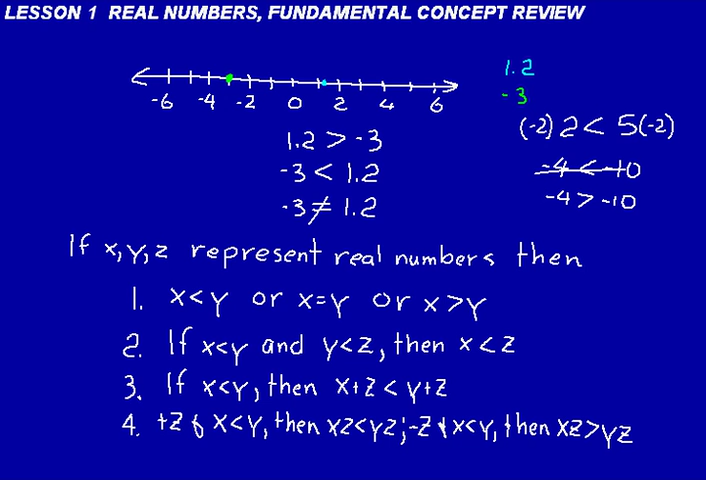 LESSON 1 REAL NUMBERS, FUNDAMENTAL CONCEPT REVIEW
1.2
-3
-6 -4 -2 0 2 4 6
(-2) 2 < 5(-2)
1.2 > -3
-4 < -10
-3 < 1.2
-4 > -10
-3 ≠ 1.2
If x, y, z represent real numbers then
1. x<y or x=y or x>y
2. If x<y and y<z, then x<z
3. If x<y, then x+z < y+z
4. +z & x<y, then xz<yz; -z & x<y, then xz>yz